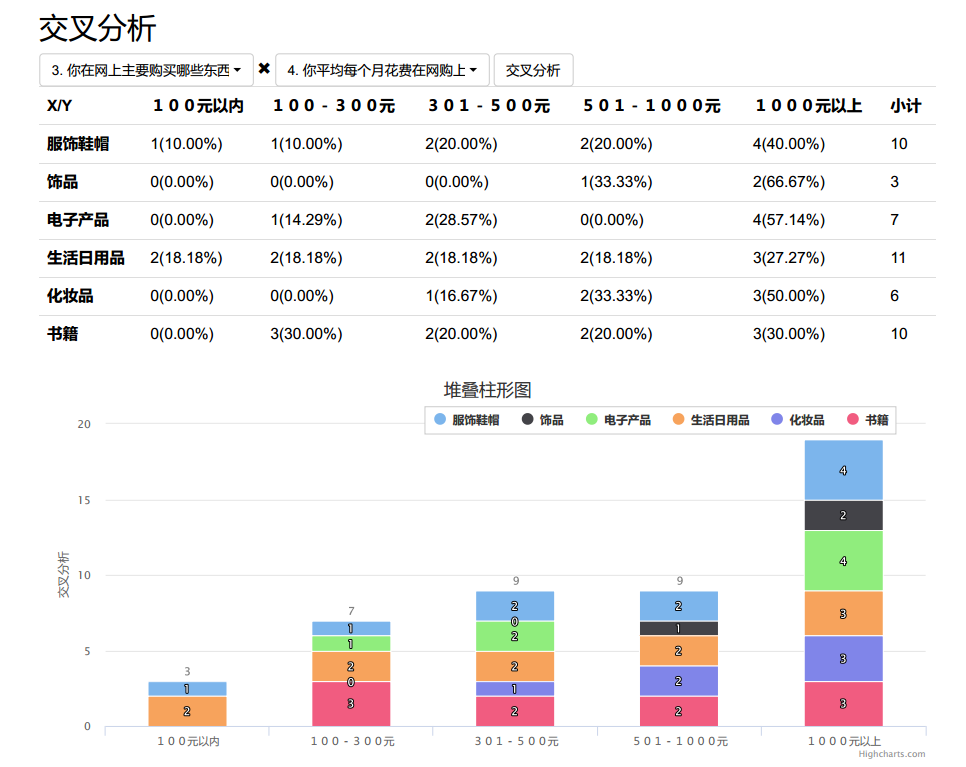 交叉分析
3. 你在网上主要购买哪些东西 ✖ 4. 你平均每个月花费在网购上 交叉分析
X/Y １００元以内 １００－３００元 ３０１－５００元 ５０１－１０００元 １０００元以上 小计
服饰鞋帽 1(10.00%) 1(10.00%) 2(20.00%) 2(20.00%) 4(40.00%) 10
饰品 0(0.00%) 0(0.00%) 0(0.00%) 1(33.33%) 2(66.67%) 3
电子产品 0(0.00%) 1(14.29%) 2(28.57%) 0(0.00%) 4(57.14%) 7
生活日用品 2(18.18%) 2(18.18%) 2(18.18%) 2(18.18%) 3(27.27%) 11
化妆品 0(0.00%) 0(0.00%) 1(16.67%) 2(33.33%) 3(50.00%) 6
书籍 0(0.00%) 3(30.00%) 2(20.00%) 2(20.00%) 3(30.00%) 10
堆叠柱形图
服饰鞋帽 饰品 电子产品 生活日用品 化妆品 书籍
20
4
15
2
4
10 9 9
2 2 3
7 0 1
1 2
1 2 2 3
5 2
3 0 1 2
1 3 2 2 3
2
0
交叉分析
１００元以内 １００－３００元 ３０１－５００元 ５０１－１０００元 １０００元以上
Highcharts.com